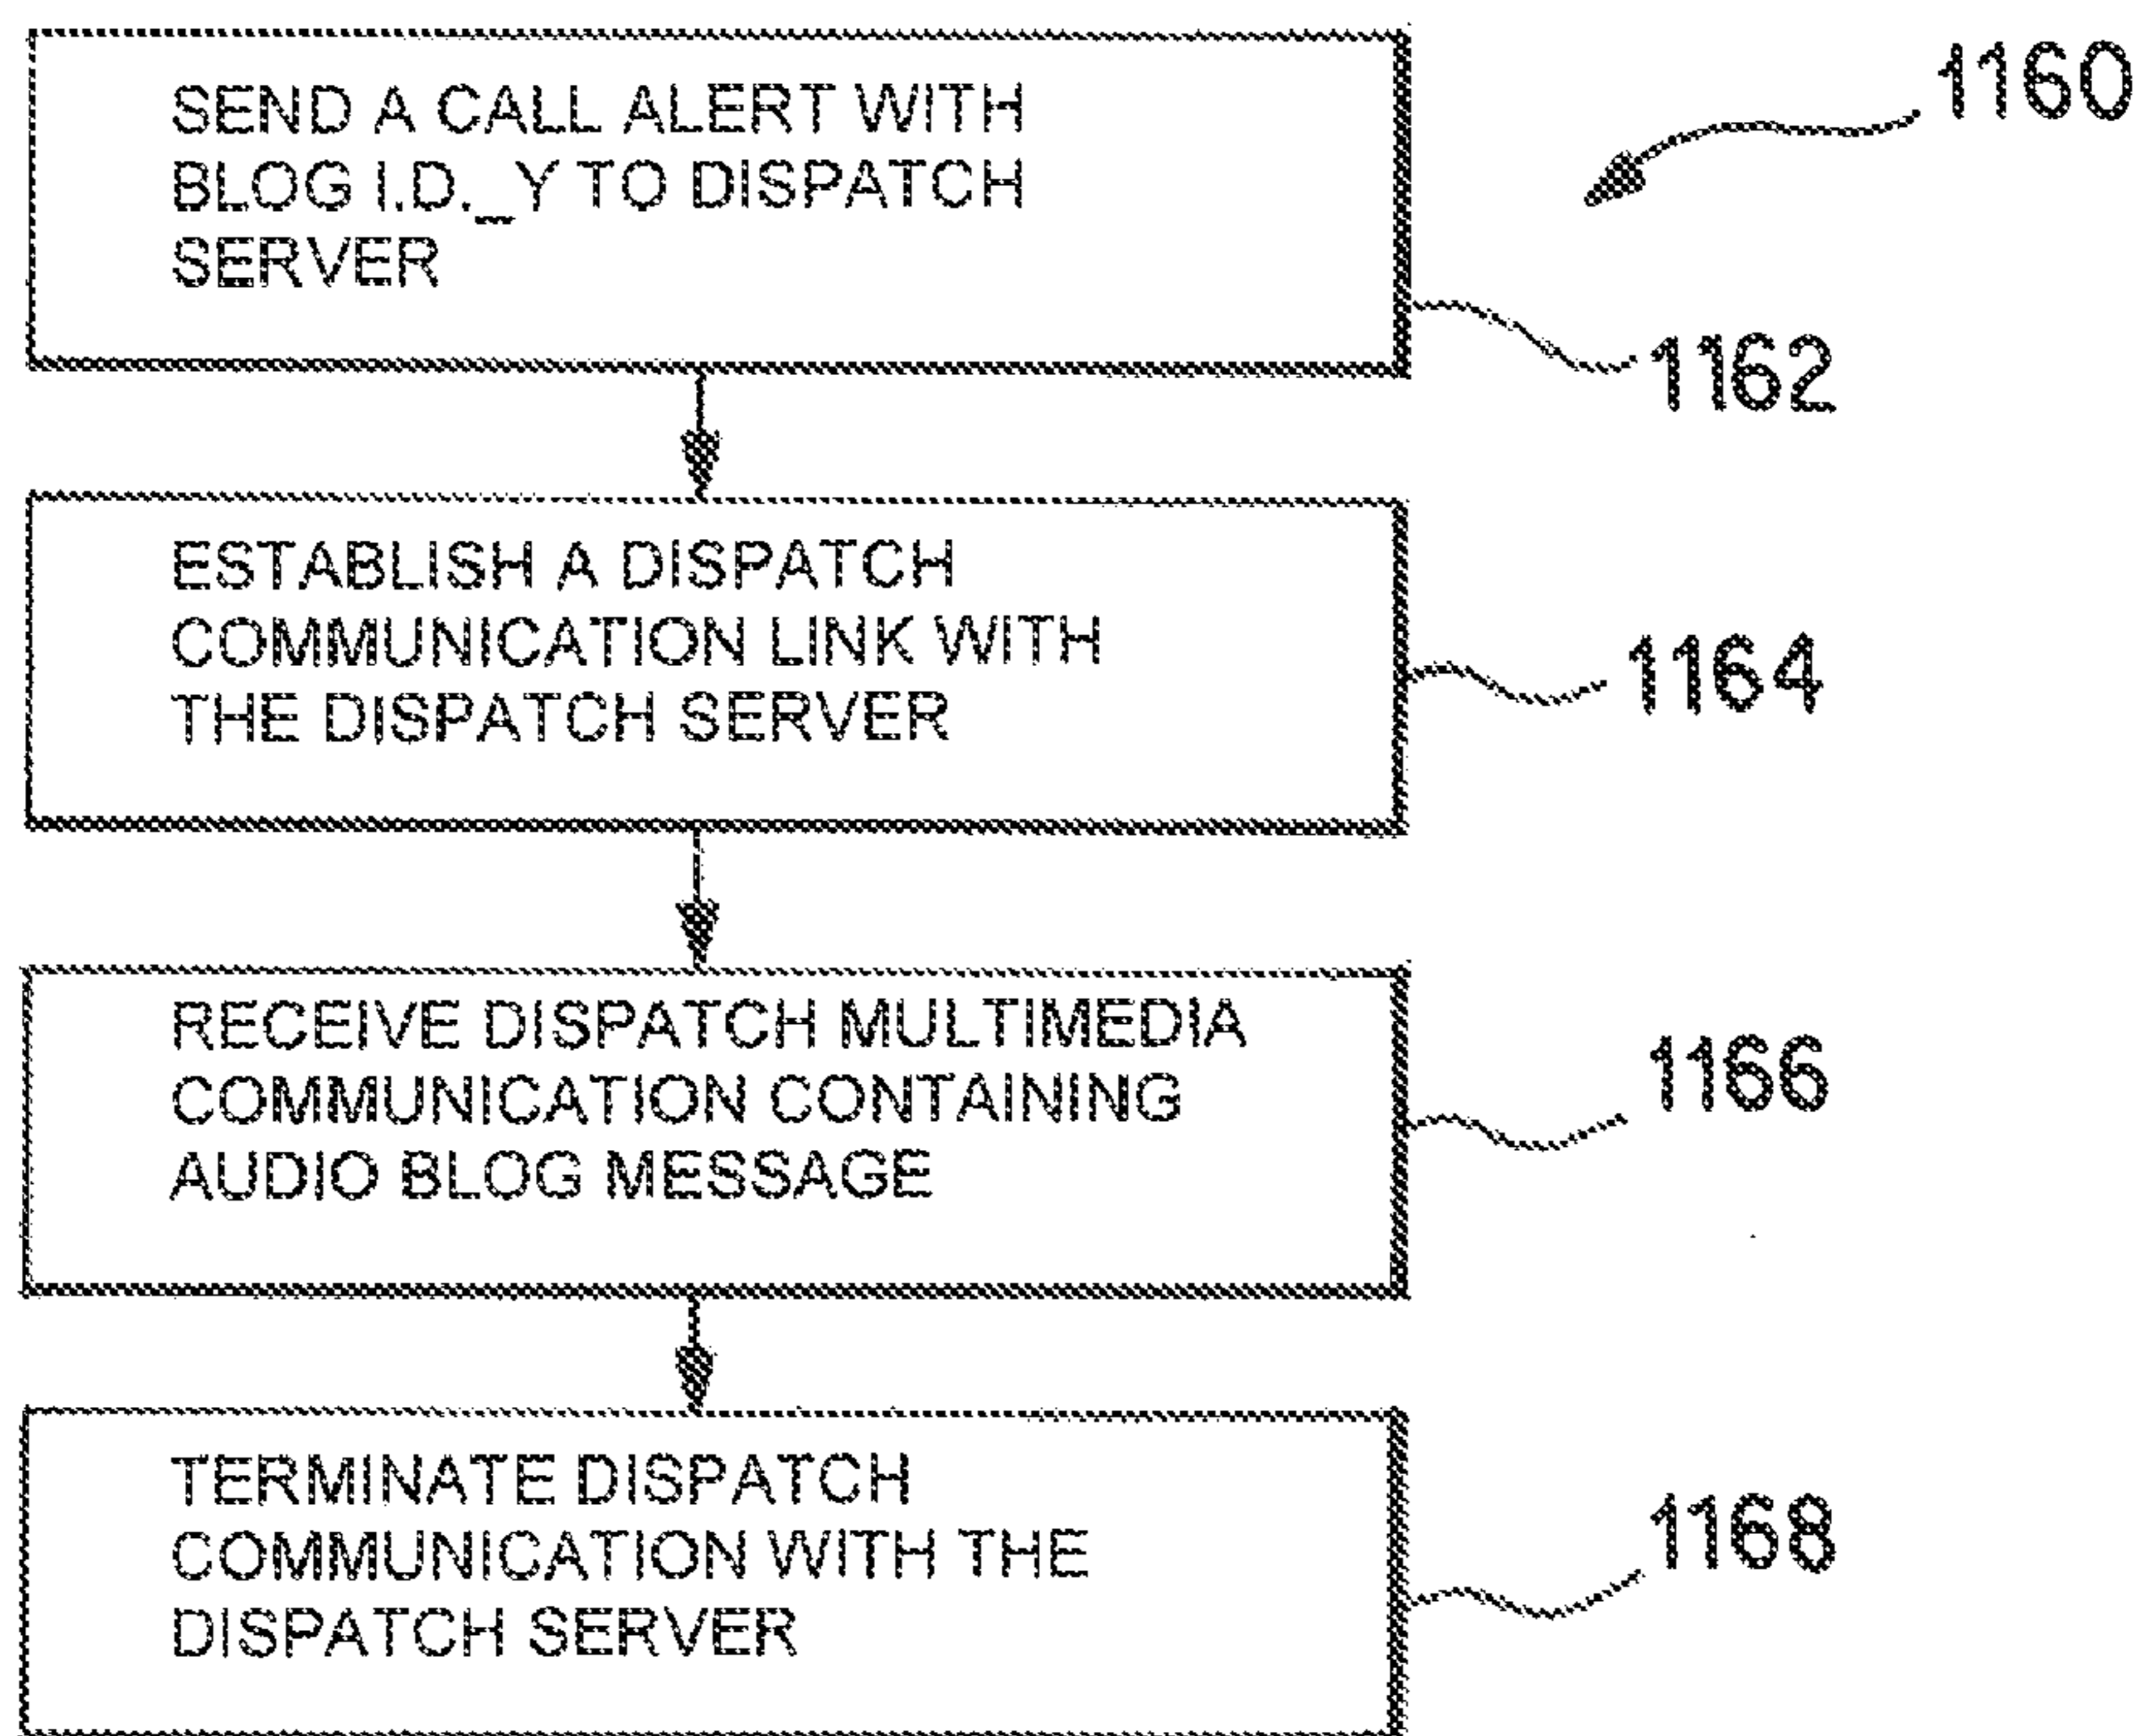 SEND A CALL ALERT WITH
BLOG I.D._Y TO DISPATCH
SERVER
1160
1162
ESTABLISH A DISPATCH
COMMUNICATION LINK WITH
THE DISPATCH SERVER
1164
RECEIVE DISPATCH MULTIMEDIA
COMMUNICATION CONTAINING
AUDIO BLOG MESSAGE
1166
TERMINATE DISPATCH
COMMUNICATION WITH THE
DISPATCH SERVER
1168